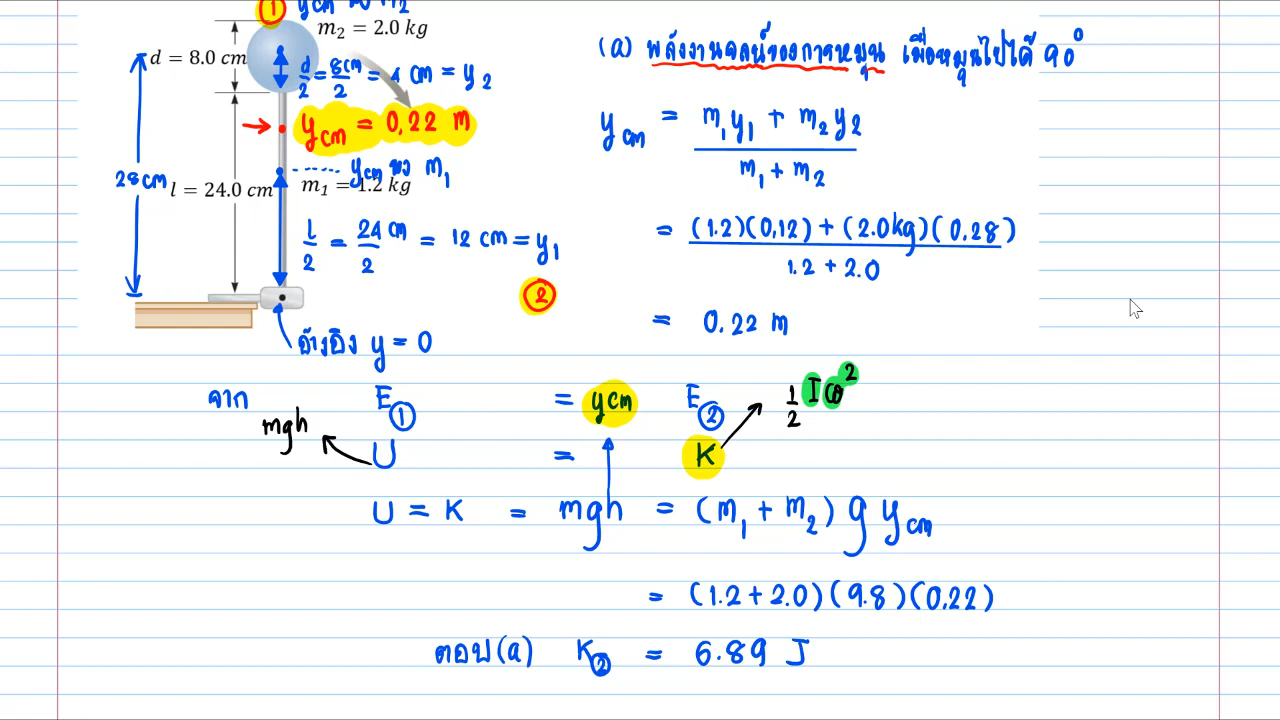 ① ycm ของ m2
m₂ = 2.0 kg
d = 8.0 cm
d/2 = 8cm/2 = 4 cm = y₂
ycm = 0.22 m
ycm ของ m₁
28cm
l = 24.0 cm
m₁ = 1.2 kg
l/2 = 24 cm/2 = 12 cm = y₁
②
อ้างอิง y = 0
(a) พลังงานจลน์ของการหมุน เมื่อหมุนไปได้ 90°
ycm = (m₁y₁ + m₂y₂)/(m₁ + m₂)
= ((1.2)(0.12) + (2.0kg)(0.28))/(1.2 + 2.0)
= 0.22 m
จาก E① = ycm E② ½Iω²
mgh U = K
U = K = mgh = (m₁ + m₂) g ycm
= (1.2 + 2.0)(9.8)(0.22)
ตอบ(a) K② = 6.89 J